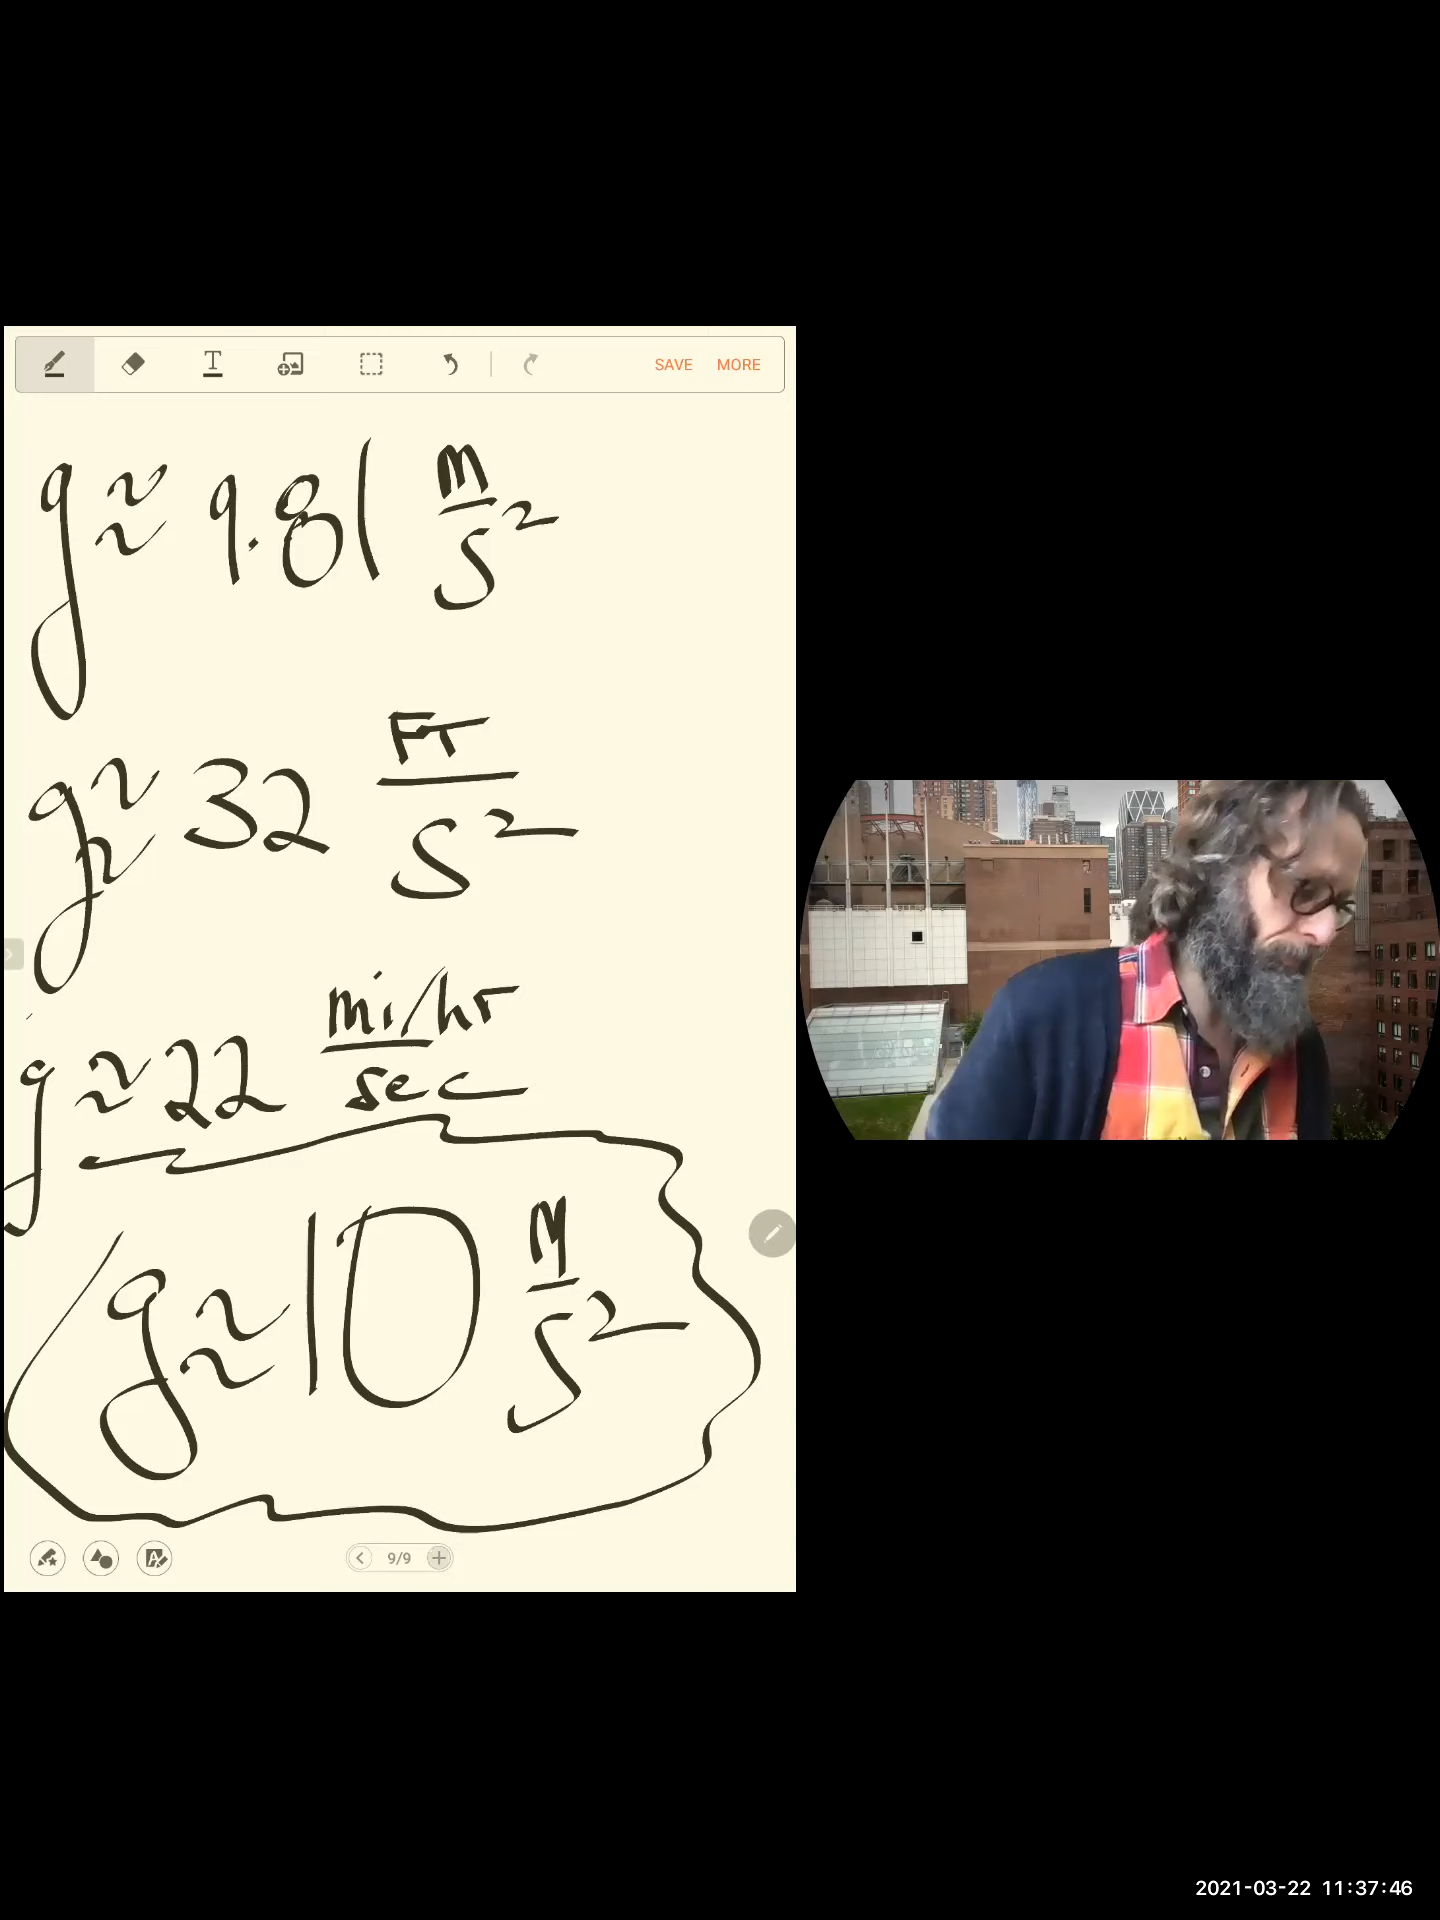 T SAVE MORE
g ≈ 9.81 m/s²
g ≈ 32 FT/s²
g ≈ 22 mi/hr/sec
g ≈ 10 m/s²
A
9/9
2021-03-22 11:37:46